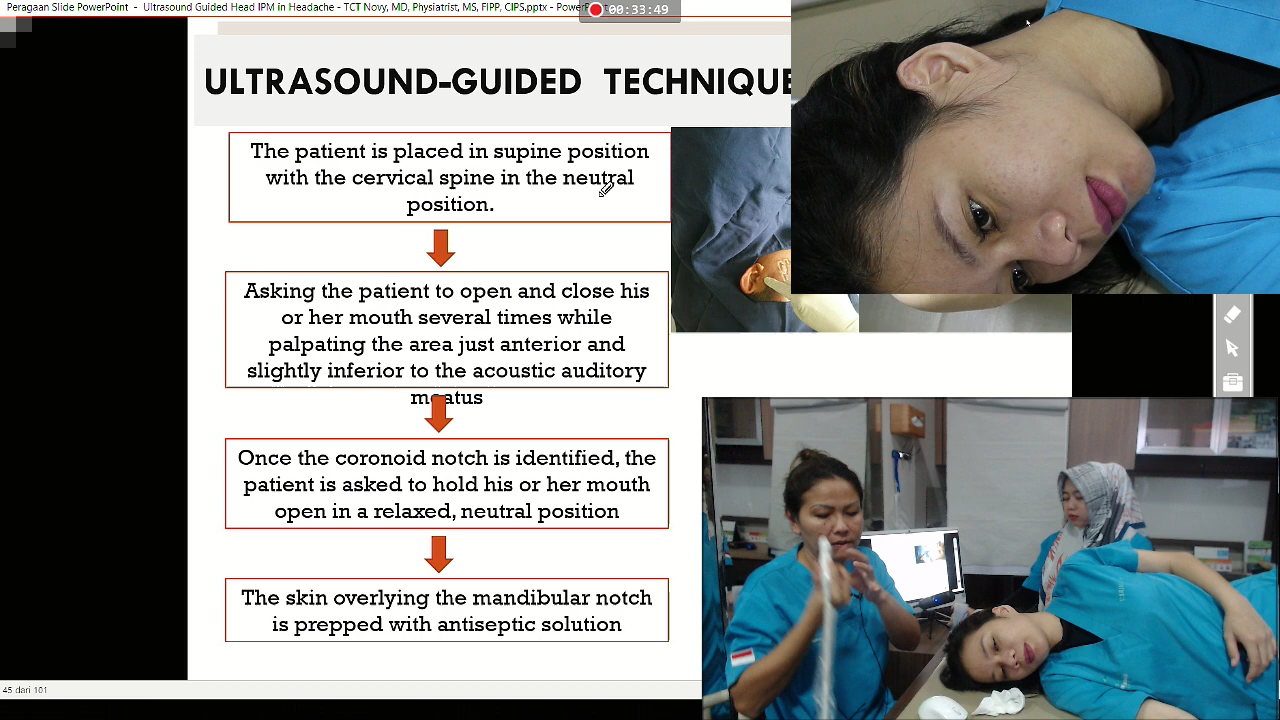 Peragaan Slide PowerPoint - Ultrasound Guided Head IPM in Headache - TCT Novy, MD, Physiatrist, MS, FIPP, CIPS.pptx - PowerP
00:33:49
ULTRASOUND-GUIDED TECHNIQUE
The patient is placed in supine position
with the cervical spine in the neutral
position.
Asking the patient to open and close his
or her mouth several times while
palpating the area just anterior and
slightly inferior to the acoustic auditory
meatus
Once the coronoid notch is identified, the
patient is asked to hold his or her mouth
open in a relaxed, neutral position
The skin overlying the mandibular notch
is prepped with antiseptic solution
45 dari 101